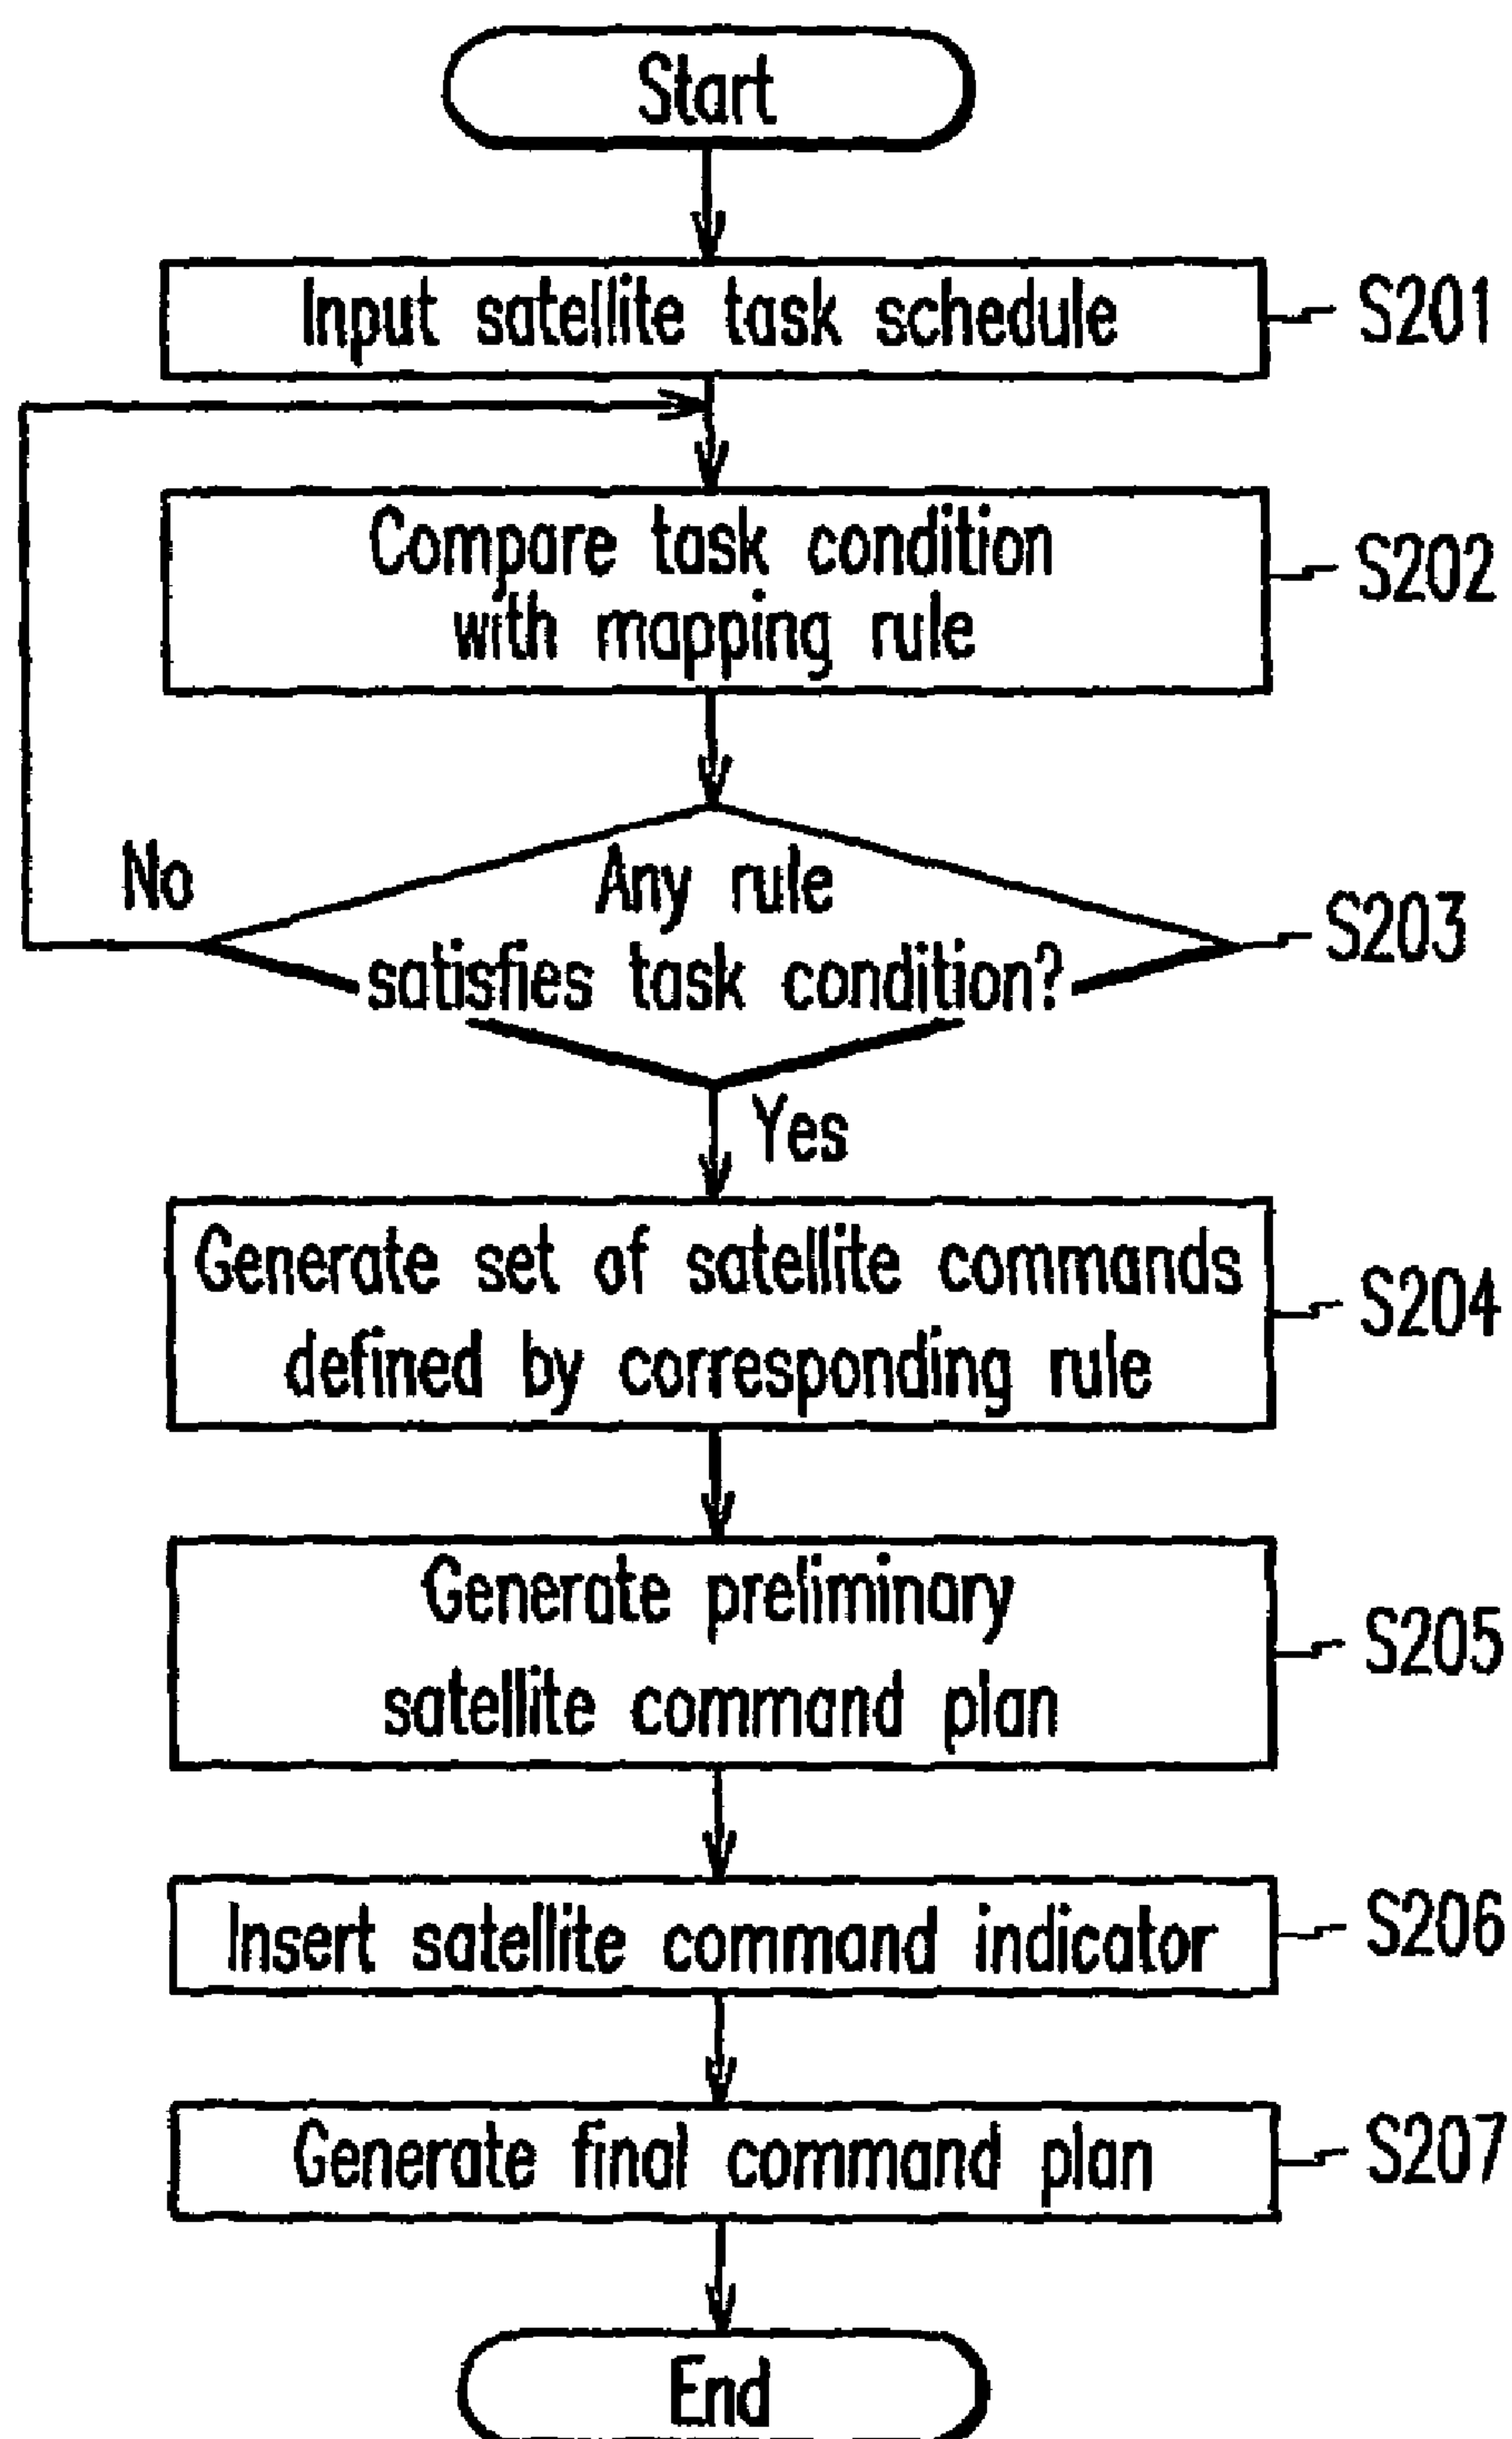 Start
Input satellite task schedule
S201
Compare task condition
with mapping rule
S202
No
Any rule
satisfies task condition?
S203
Yes
Generate set of satellite commands
defined by corresponding rule
S204
Generate preliminary
satellite command plan
S205
Insert satellite command indicator
S206
Generate final command plan
S207
End